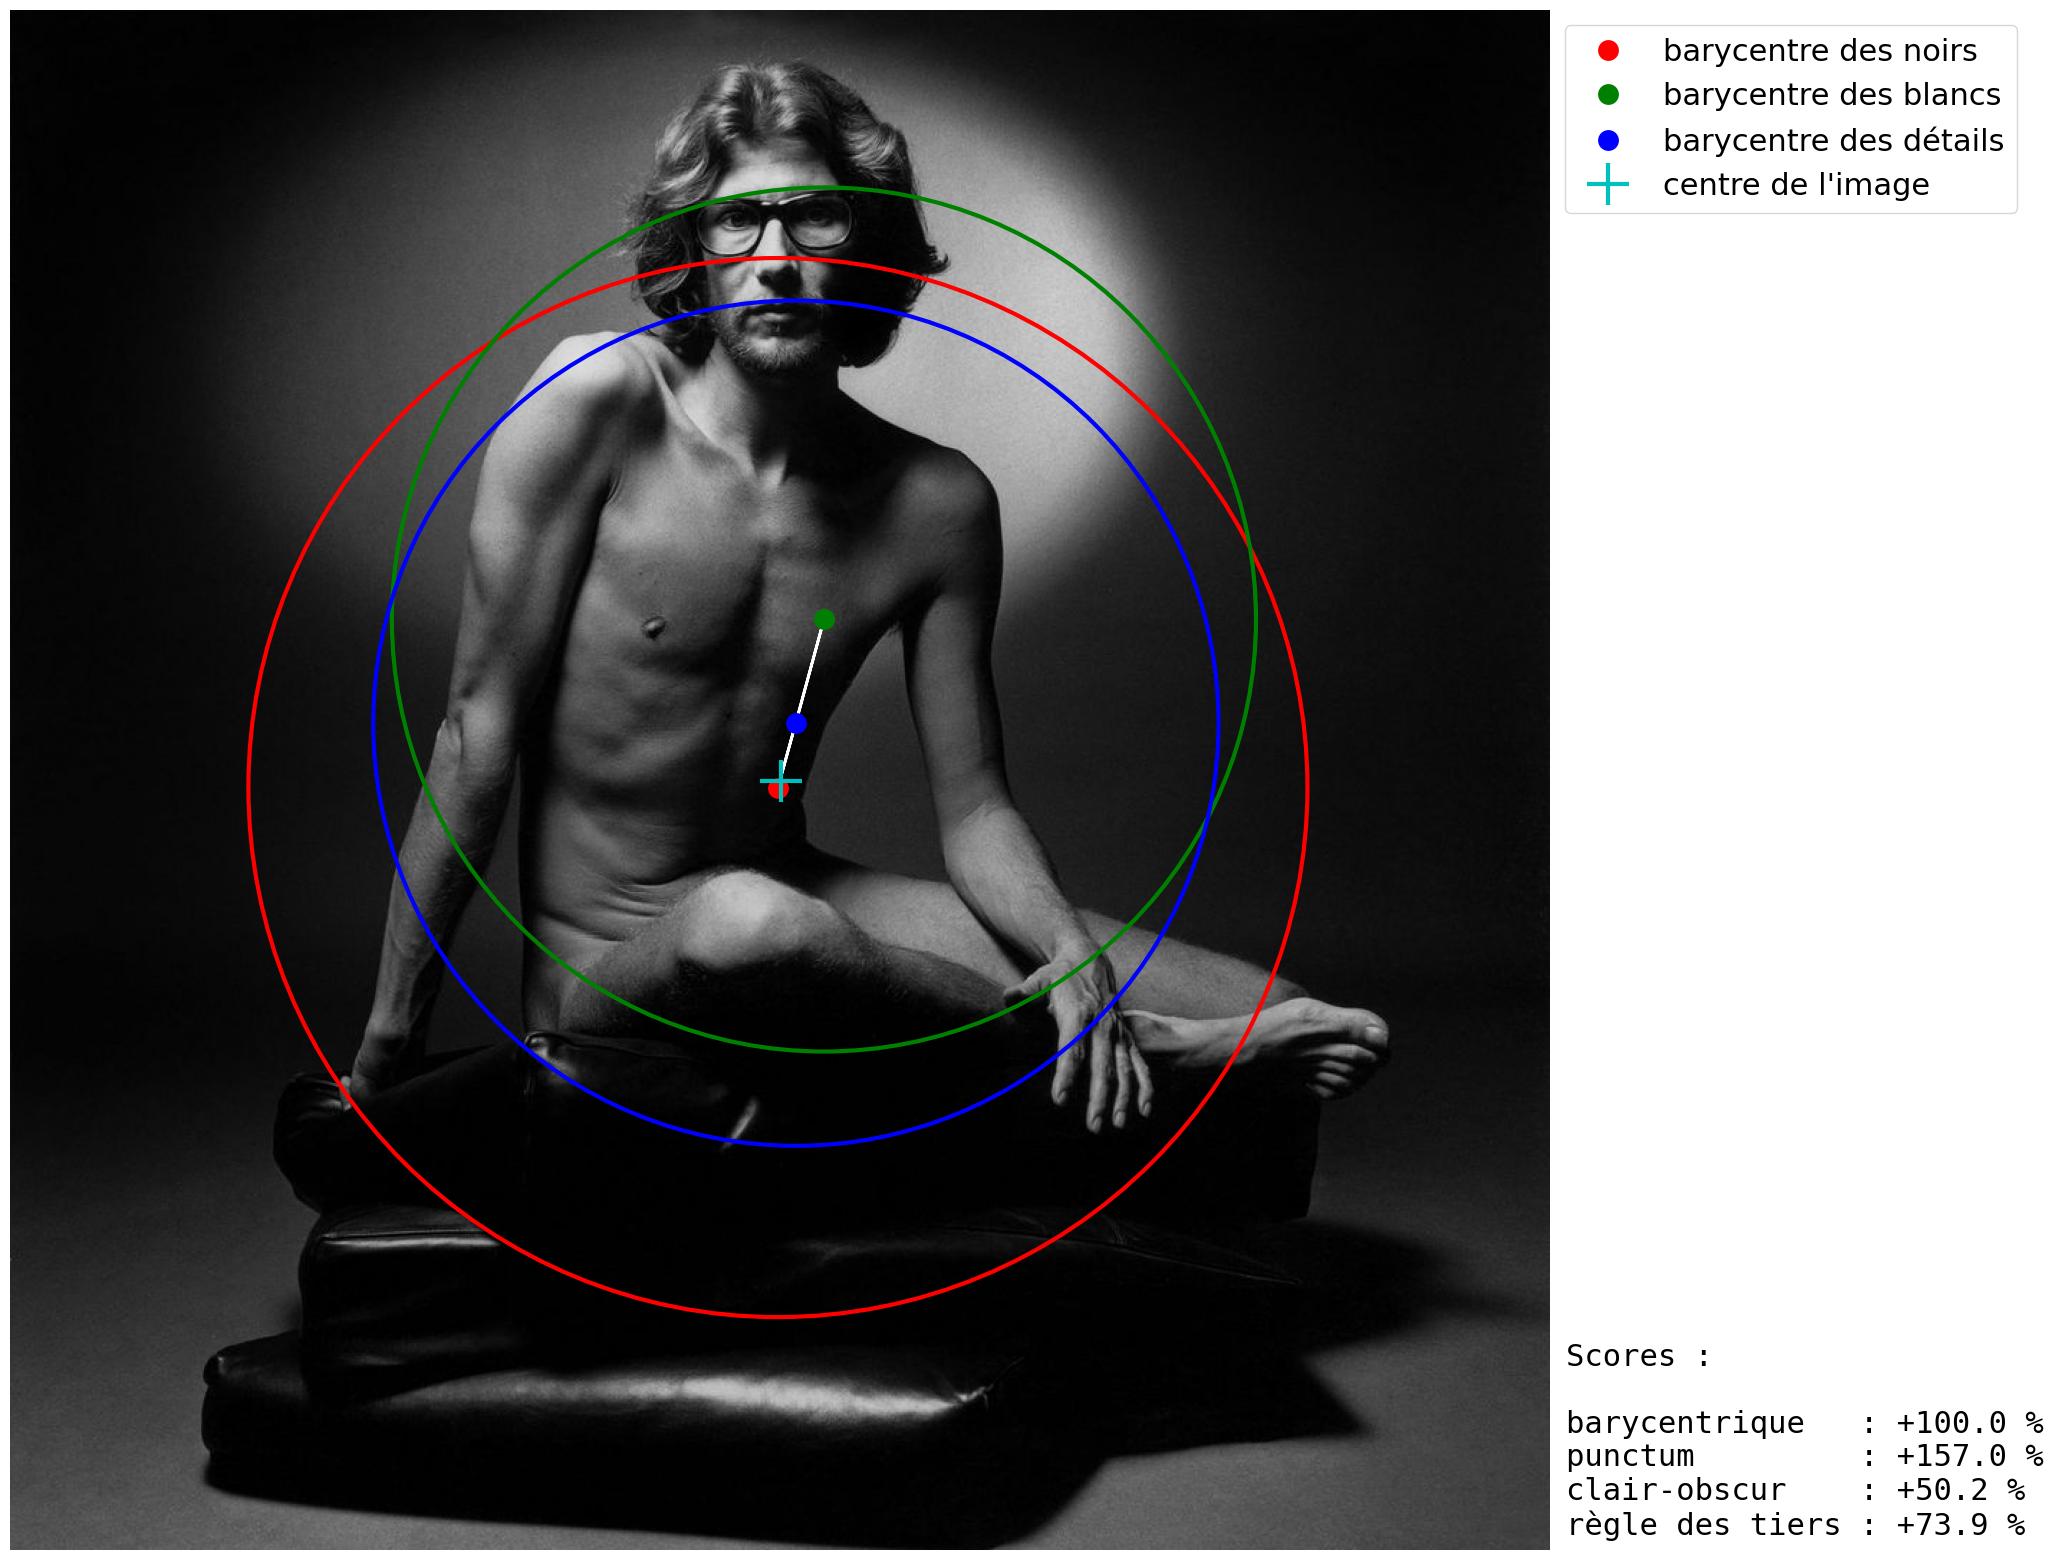 barycentre des noirs
barycentre des blancs
barycentre des détails
centre de l'image
Scores :
barycentrique : +100.0 %
punctum : +157.0 %
clair-obscur : +50.2 %
règle des tiers : +73.9 %